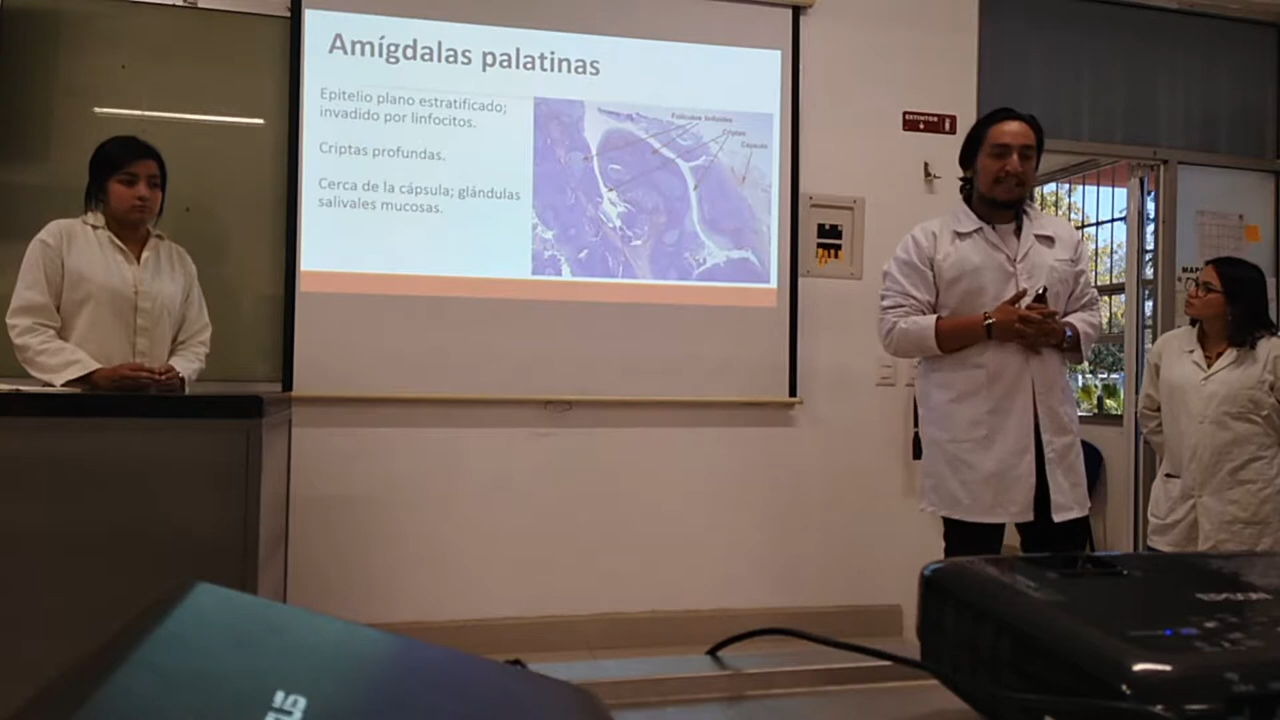 Amígdalas palatinas
Epitelio plano estratificado;
invadido por linfocitos.
Criptas profundas.
Cerca de la cápsula; glándulas
salivales mucosas.
Folículos linfoides
Criptas
Cápsula
EXTINTOR